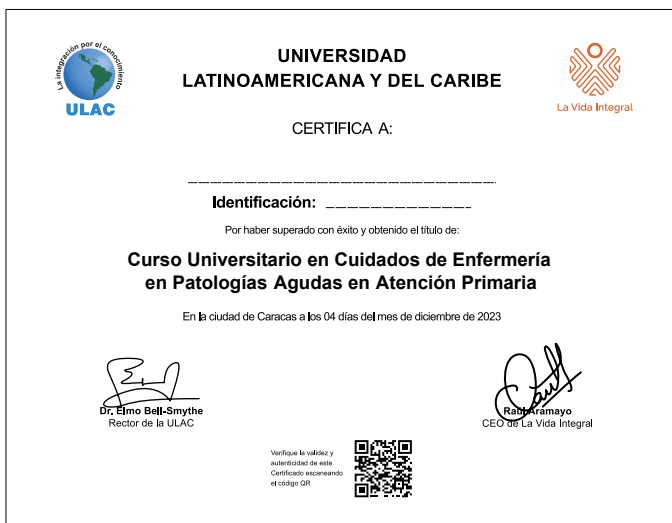 La integración por el conocimiento
ULAC
UNIVERSIDAD
LATINOAMERICANA Y DEL CARIBE
La Vida Integral
CERTIFICA A:
Identificación:
Por haber superado con éxito y obtenido el título de:
Curso Universitario en Cuidados de Enfermería
en Patologías Agudas en Atención Primaria
En la ciudad de Caracas a los 04 días del mes de diciembre de 2023
Dr. Elmo Bell-Smythe
Rector de la ULAC
Raúl Aramayo
CEO de La Vida Integral
Verifique la validez y
autenticidad de este
Certificado escaneando
el código QR